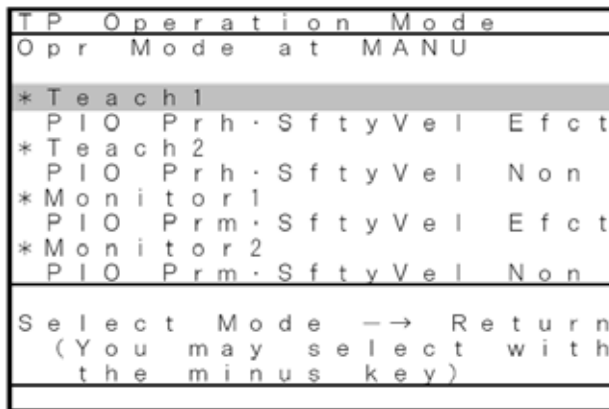 TP Operation Mode
Opr Mode at MANU
*Teach1
PIO Prh·SftyVel Efct
*Teach2
PIO Prh·SftyVel Non
*Monitor1
PIO Prm·SftyVel Efct
*Monitor2
PIO Prm·SftyVel Non
Select Mode —→ Return
(You may select with
the minus key)